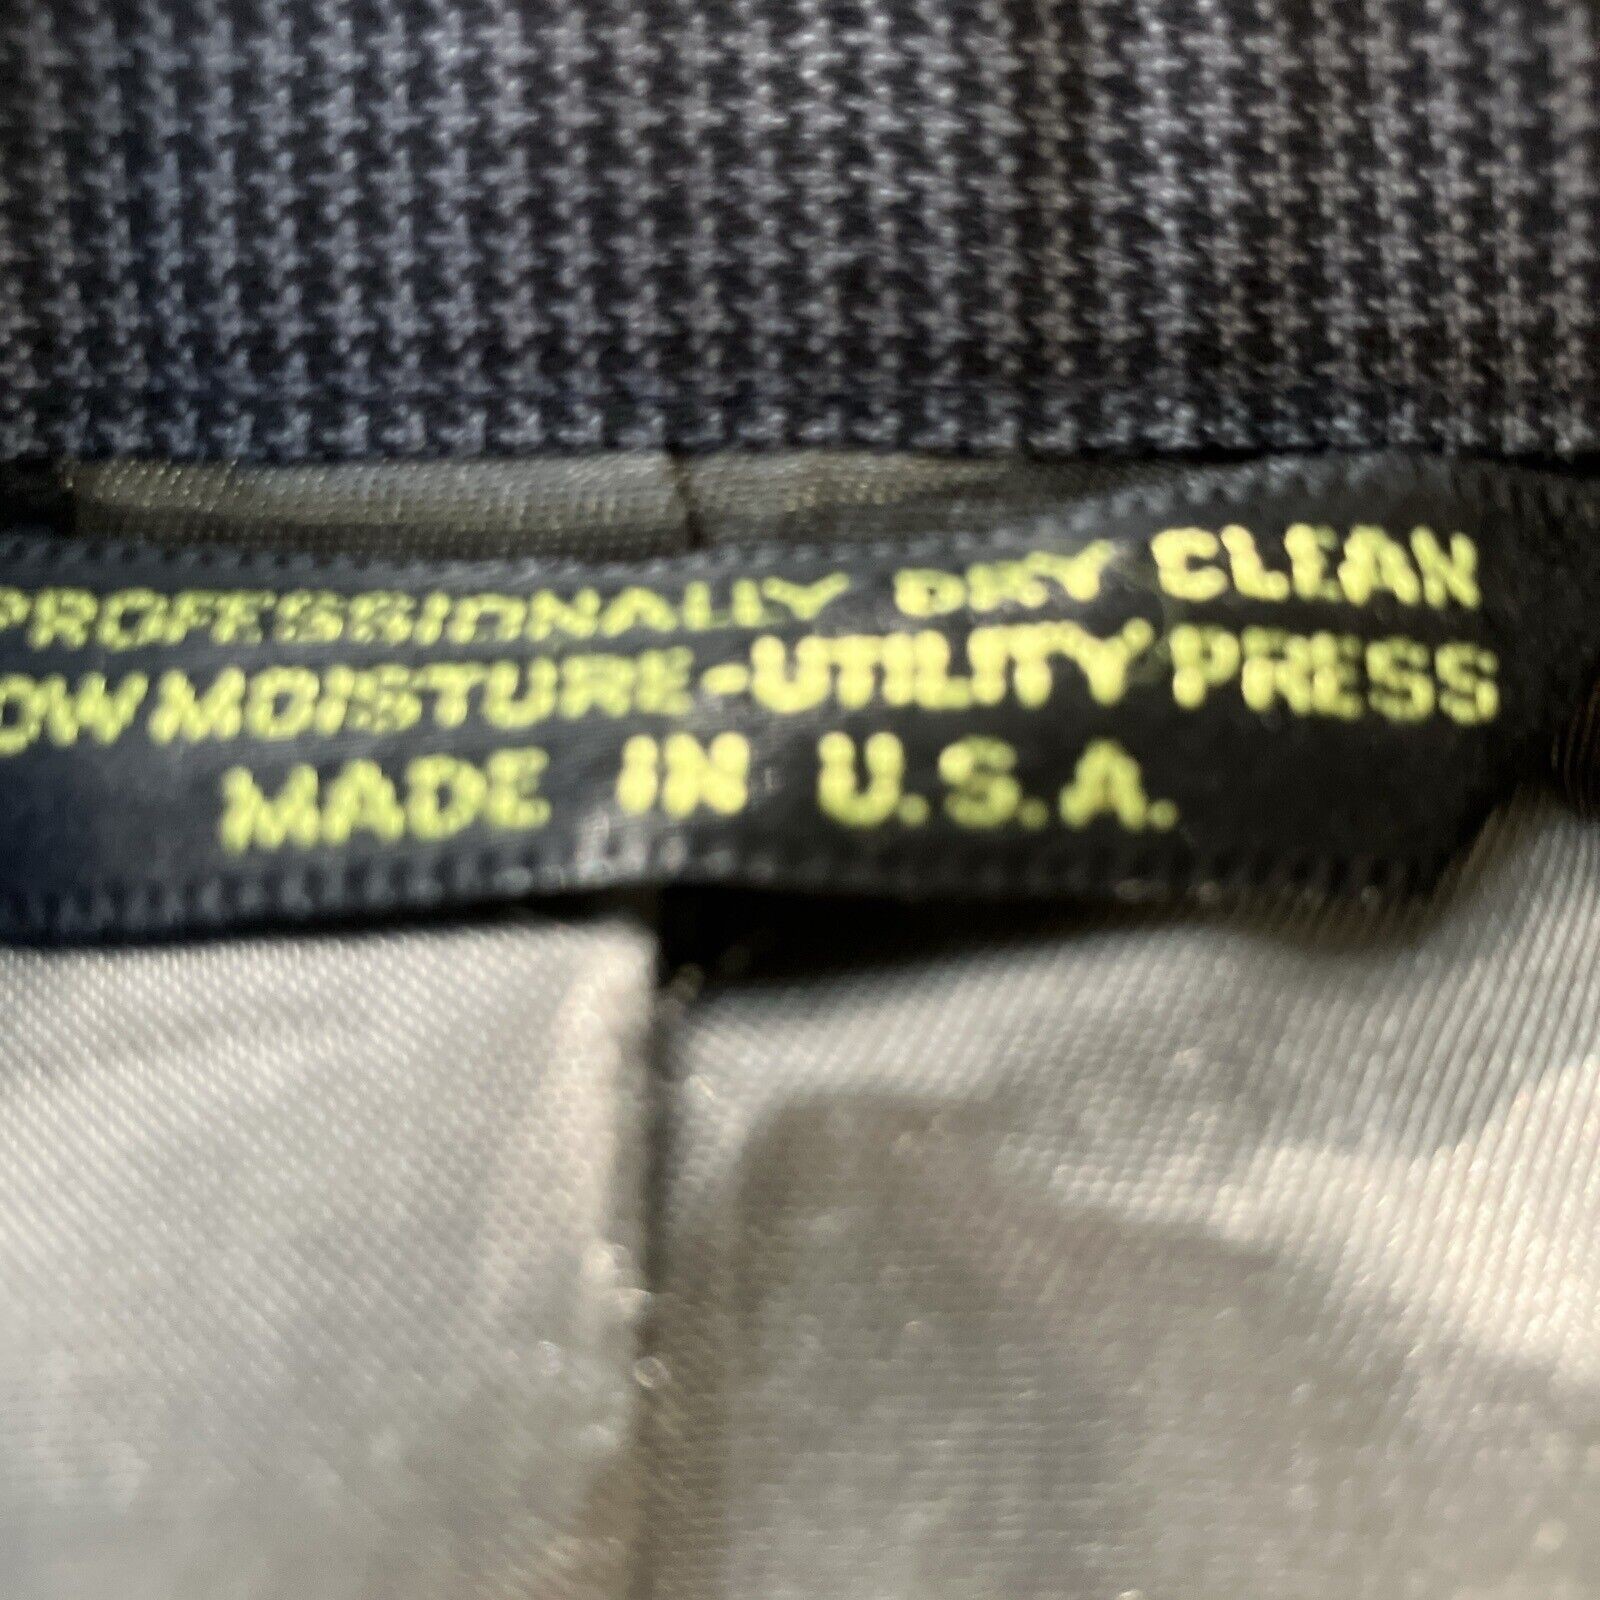 PROFESSIONALLY DRY CLEAN
OW MOISTURE-UTILITY PRESS
MADE IN U.S.A.